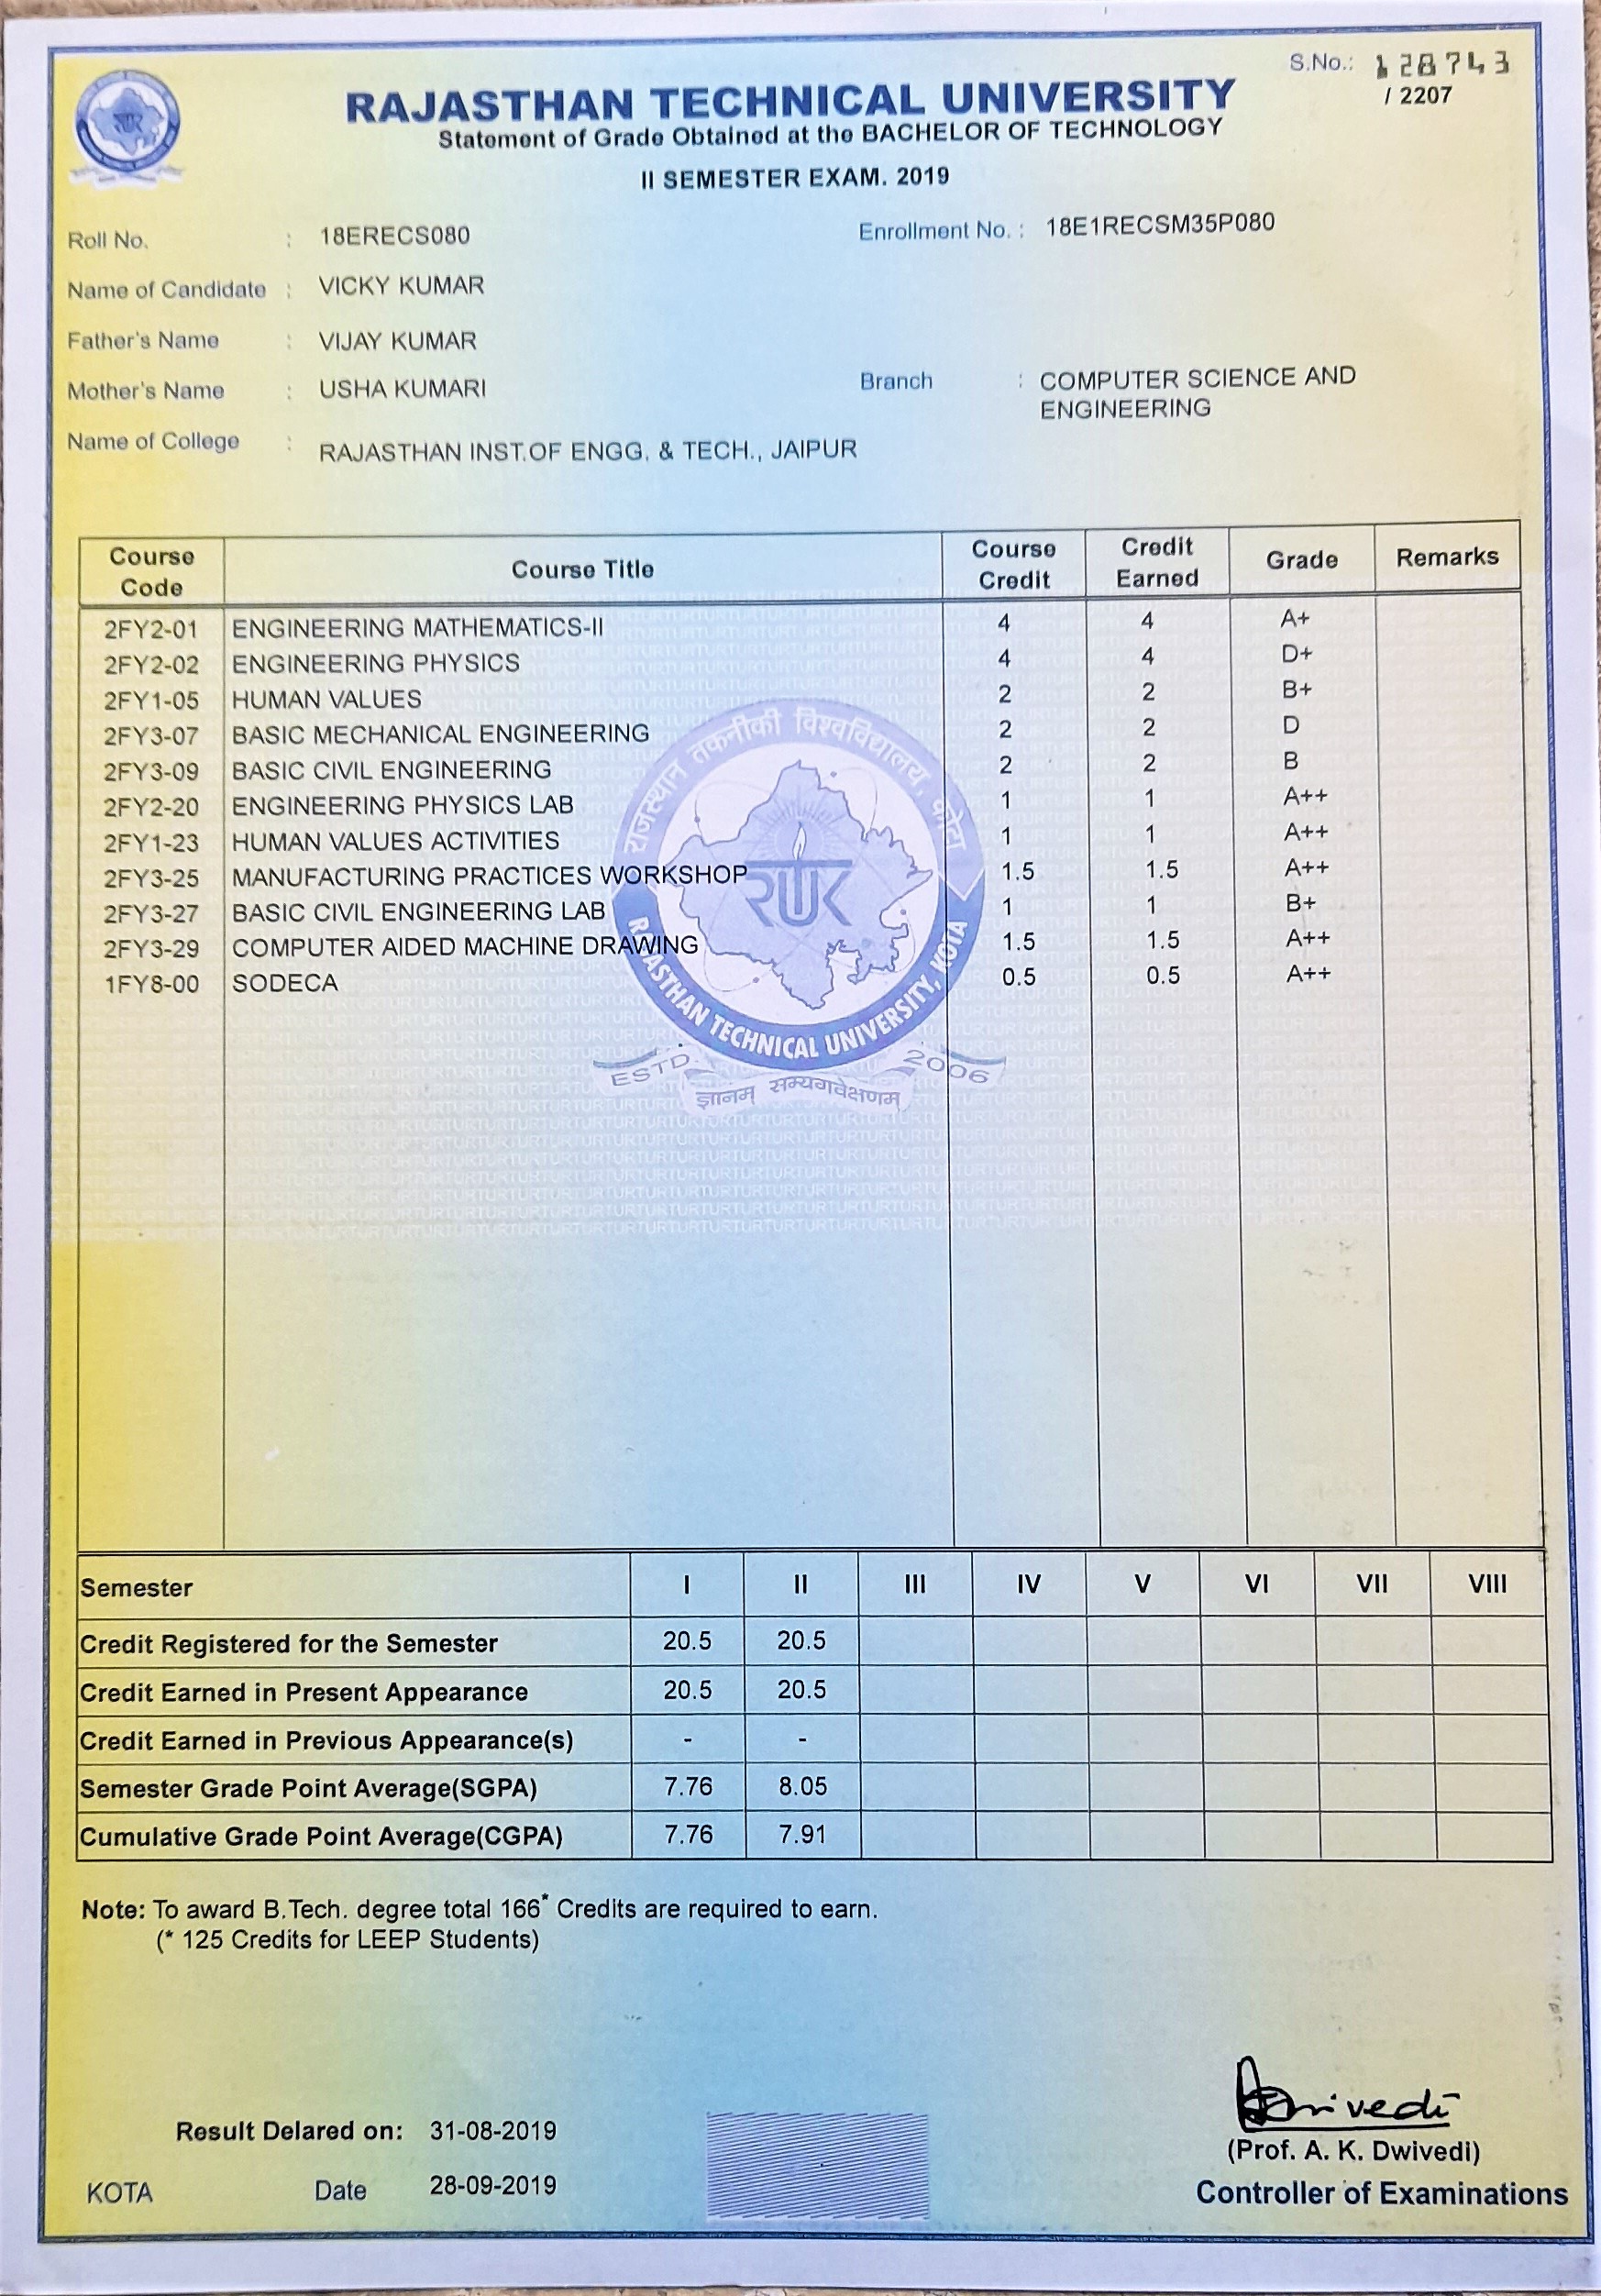 S.No.: 128743
/ 2207
RAJASTHAN TECHNICAL UNIVERSITY
Statement of Grade Obtained at the BACHELOR OF TECHNOLOGY
II SEMESTER EXAM. 2019
Roll No. : 18ERECS080 Enrollment No. : 18E1RECSM35P080
Name of Candidate : VICKY KUMAR
Father's Name : VIJAY KUMAR
Mother's Name : USHA KUMARI Branch : COMPUTER SCIENCE AND
ENGINEERING
Name of College : RAJASTHAN INST.OF ENGG. & TECH., JAIPUR
Course Code Course Title Course Credit Credit Earned Grade Remarks
2FY2-01 ENGINEERING MATHEMATICS-II 4 4 A+
2FY2-02 ENGINEERING PHYSICS 4 4 D+
2FY1-05 HUMAN VALUES 2 2 B+
2FY3-07 BASIC MECHANICAL ENGINEERING 2 2 D
2FY3-09 BASIC CIVIL ENGINEERING 2 2 B
2FY2-20 ENGINEERING PHYSICS LAB 1 1 A++
2FY1-23 HUMAN VALUES ACTIVITIES 1 1 A++
2FY3-25 MANUFACTURING PRACTICES WORKSHOP 1.5 1.5 A++
2FY3-27 BASIC CIVIL ENGINEERING LAB 1 1 B+
2FY3-29 COMPUTER AIDED MACHINE DRAWING 1.5 1.5 A++
1FY8-00 SODECA 0.5 0.5 A++
राजस्थान तकनीकी विश्वविद्यालय, कोटा
RAJASTHAN TECHNICAL UNIVERSITY, KOTA
ESTD. 2006
ज्ञानम् सम्यगवेक्षणम्
Semester I II III IV V VI VII VIII
Credit Registered for the Semester 20.5 20.5
Credit Earned in Present Appearance 20.5 20.5
Credit Earned in Previous Appearance(s) - -
Semester Grade Point Average(SGPA) 7.76 8.05
Cumulative Grade Point Average(CGPA) 7.76 7.91
Note: To award B.Tech. degree total 166* Credits are required to earn.
(* 125 Credits for LEEP Students)
Result Delared on: 31-08-2019
Dwivedi
(Prof. A. K. Dwivedi)
KOTA Date 28-09-2019
Controller of Examinations